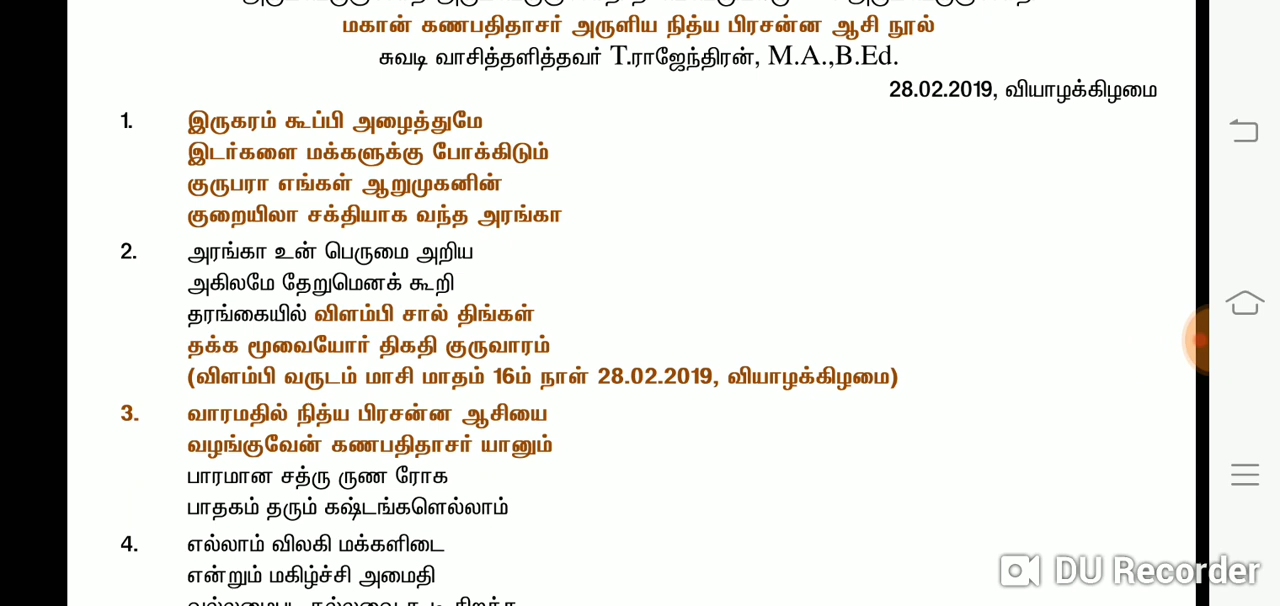 மகான் கணபதிதாசர் அருளிய நித்ய பிரசன்ன ஆசி நூல்
சுவடி வாசித்தளித்தவர் T.ராஜேந்திரன், M.A.,B.Ed.
28.02.2019, வியாழக்கிழமை
1. இருகரம் கூப்பி அழைத்துமே
இடர்களை மக்களுக்கு போக்கிடும்
குருபரா எங்கள் ஆறுமுகனின்
குறையிலா சக்தியாக வந்த அரங்கா
2. அரங்கா உன் பெருமை அறிய
அகிலமே தேறுமெனக் கூறி
தரங்கையில் விளம்பி சால் திங்கள்
தக்க மூவையோர் திகதி குருவாரம்
(விளம்பி வருடம் மாசி மாதம் 16ம் நாள் 28.02.2019, வியாழக்கிழமை)
3. வாரமதில் நித்ய பிரசன்ன ஆசியை
வழங்குவேன் கணபதிதாசர் யானும்
பாரமான சத்ரு ருண ரோக
பாதகம் தரும் கஷ்டங்களெல்லாம்
4. எல்லாம் விலகி மக்களிடை
என்றும் மகிழ்ச்சி அமைதி
DU Recorder